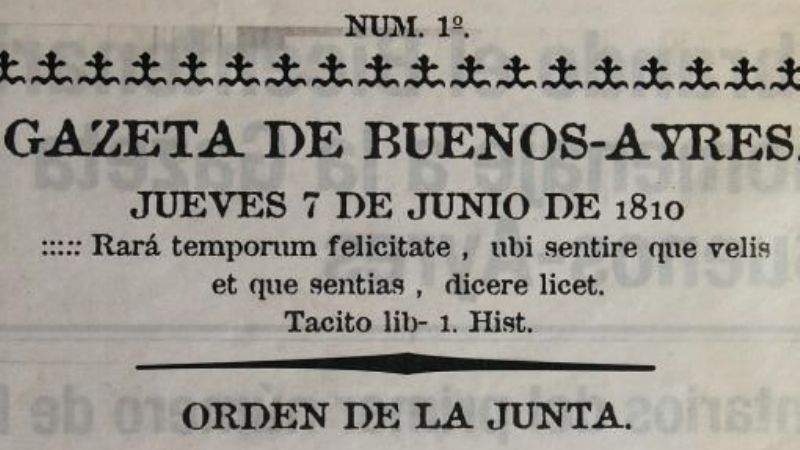 NUM. 1º.
GAZETA DE BUENOS-AYRES.
JUEVES 7 DE JUNIO DE 1810
::::: Rará temporum felicitate , ubi sentire que velis
et que sentias , dicere licet.
Tacito lib- 1. Hist.
ORDEN DE LA JUNTA.